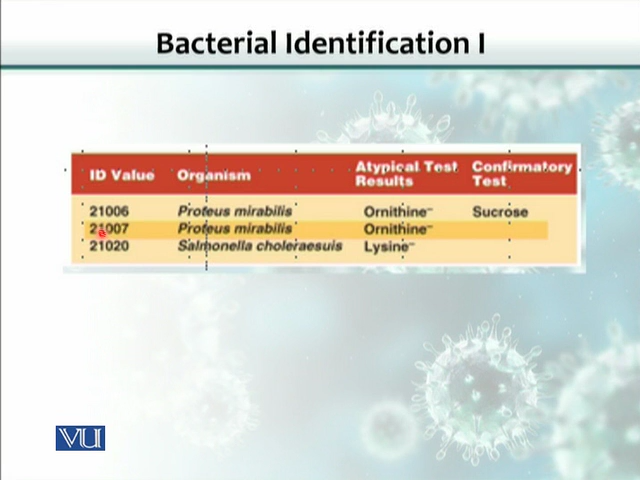 Bacterial Identification I
ID Value Organism Atypical Test Results Confirmatory Test
21006 Proteus mirabilis Ornithine⁻ Sucrose
21007 Proteus mirabilis Ornithine⁻
21020 Salmonella choleraesuis Lysine⁻
VU